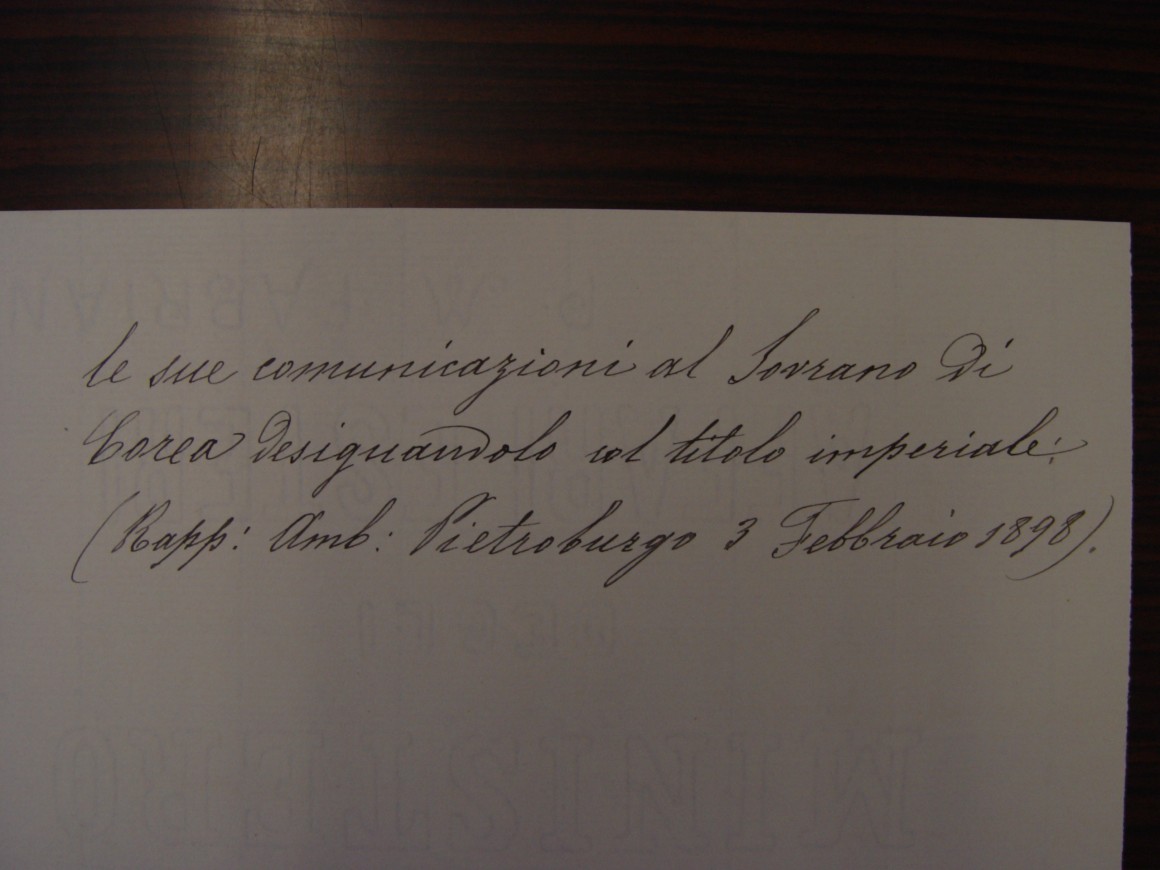 le sue comunicazioni al Sovrano di
Corea designandolo col titolo imperiale:
(Rapp: Amb: Pietroburgo 3 Febbraio 1898).